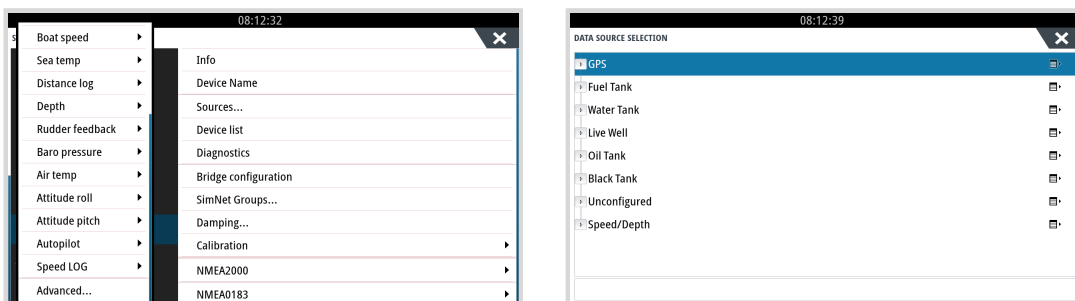 08:12:32
Boat speed
Sea temp
Distance log
Depth
Rudder feedback
Baro pressure
Air temp
Attitude roll
Attitude pitch
Autopilot
Speed LOG
Advanced...
Info
Device Name
Sources...
Device list
Diagnostics
Bridge configuration
SimNet Groups...
Damping...
Calibration
NMEA2000
NMEA0183
08:12:39
DATA SOURCE SELECTION
GPS
Fuel Tank
Water Tank
Live Well
Oil Tank
Black Tank
Unconfigured
Speed/Depth